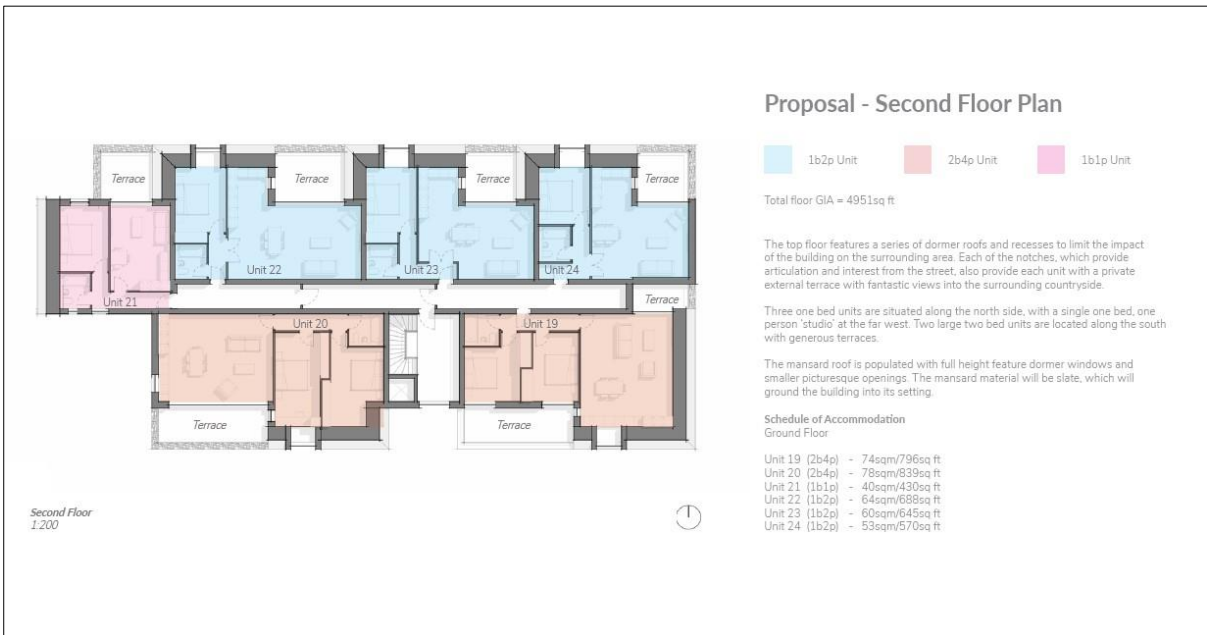 Proposal - Second Floor Plan
1b2p Unit
2b4p Unit
1b1p Unit
Total floor GIA = 4951sq ft
The top floor features a series of dormer roofs and recesses to limit the impact
of the building on the surrounding area. Each of the notches, which provide
articulation and interest from the street, also provide each unit with a private
external terrace with fantastic views into the surrounding countryside.
Three one bed units are situated along the north side, with a single one bed, one
person 'studio' at the far west. Two large two bed units are located along the south
with generous terraces.
The mansard roof is populated with full height feature dormer windows and
smaller picturesque openings. The mansard material will be slate, which will
ground the building into its setting.
Schedule of Accommodation
Ground Floor
Unit 19 (2b4p) - 74sqm/796sq ft
Unit 20 (2b4p) - 78sqm/839sq ft
Unit 21 (1b1p) - 40sqm/430sq ft
Unit 22 (1b2p) - 64sqm/688sq ft
Unit 23 (1b2p) - 60sqm/645sq ft
Unit 24 (1b2p) - 53sqm/570sq ft
Terrace
Terrace
Terrace
Terrace
Unit 22
Unit 23
Unit 24
Unit 21
Terrace
Unit 20
Unit 19
Terrace
Terrace
Second Floor
1:200